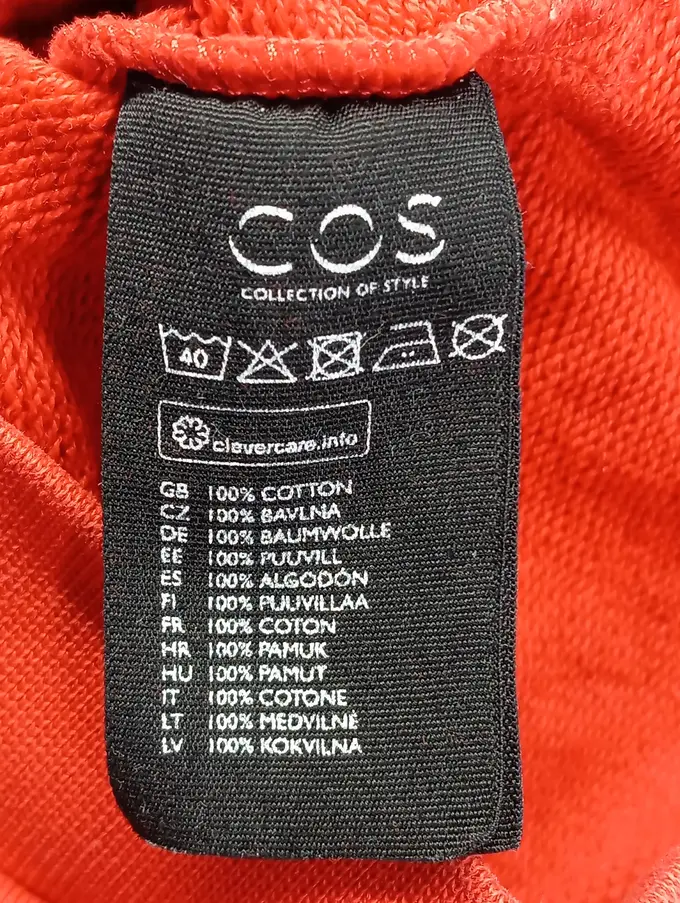 COS
COLLECTION OF STYLE
40
clevercare.info
GB 100% COTTON
CZ 100% BAVLNA
DE 100% BAUMWOLLE
EE 100% PUUVILL
ES 100% ALGODÓN
FI 100% PUUVILLAA
FR 100% COTON
HR 100% PAMUK
HU 100% PAMUT
IT 100% COTONE
LT 100% MEDVILNĖ
LV 100% KOKVILNA